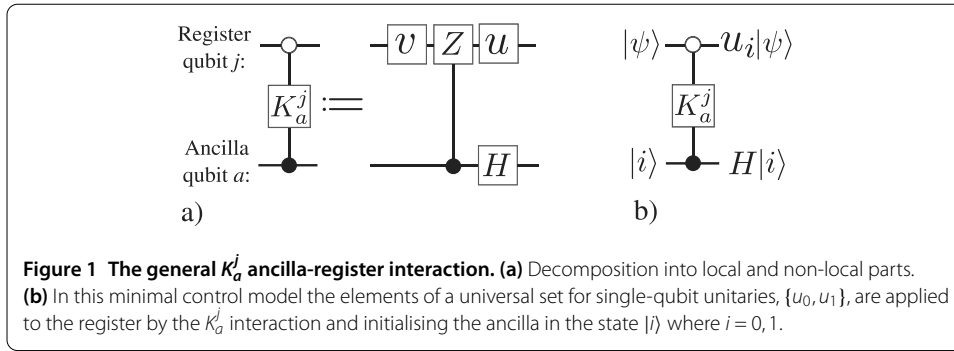 Register
qubit j:
K_a^j
:=
v Z u
H
Ancilla
qubit a:
a)
|ψ⟩ u_i|ψ⟩
K_a^j
|i⟩ H|i⟩
b)
Figure 1 The general K_a^j ancilla-register interaction. (a) Decomposition into local and non-local parts.
(b) In this minimal control model the elements of a universal set for single-qubit unitaries, {u_0, u_1}, are applied
to the register by the K_a^j interaction and initialising the ancilla in the state |i⟩ where i = 0, 1.